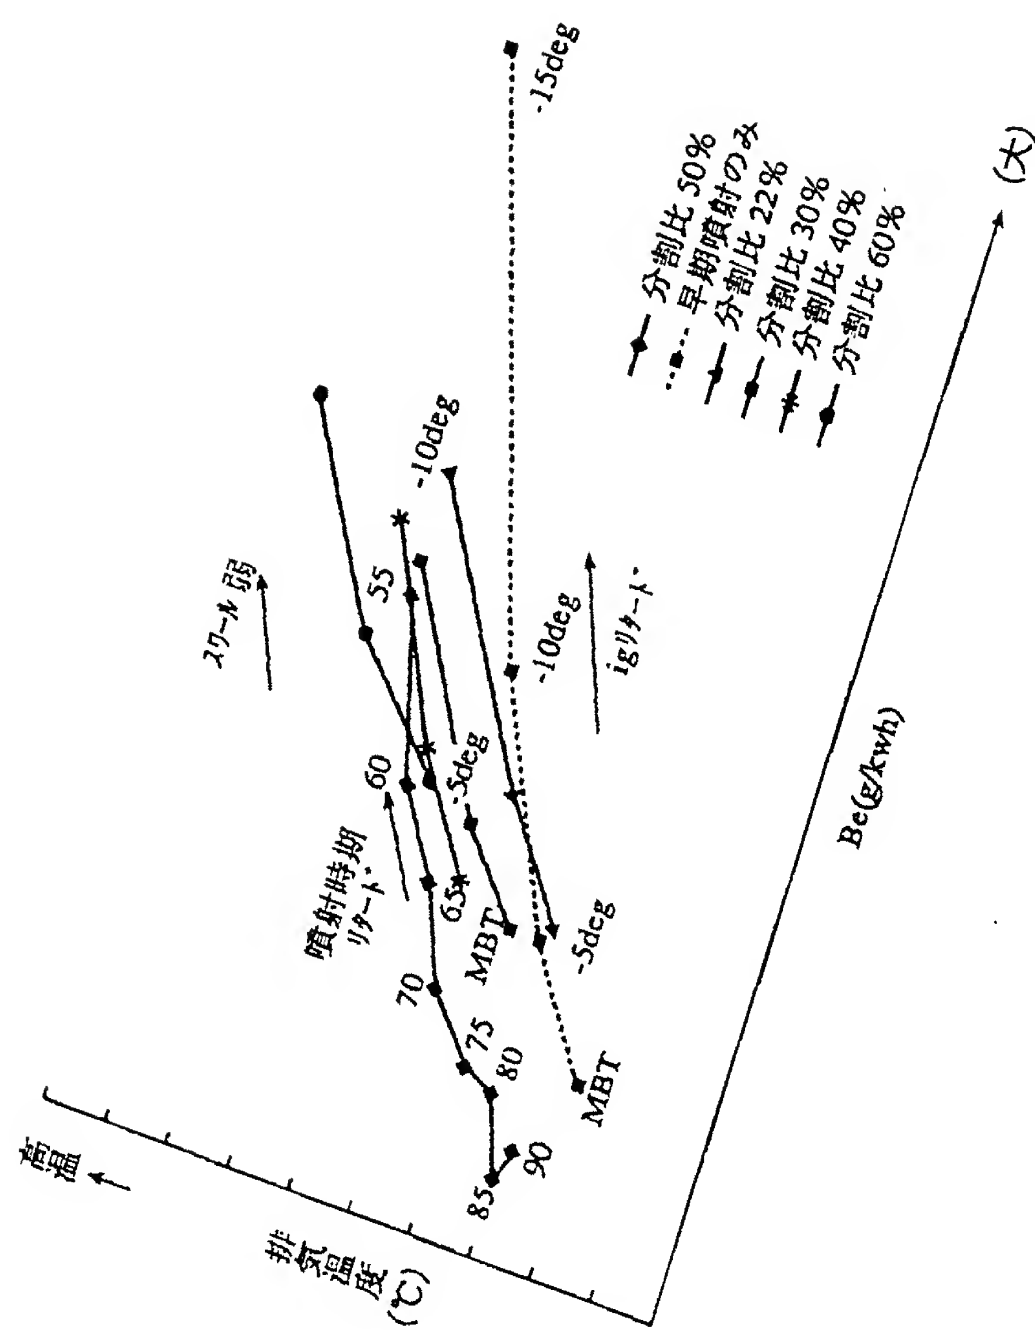 高温
排気温度
(℃)
スワール 弱
噴射時期
リタード
-15deg
-10deg
-5deg
MBT
-10deg
igリタード
-5deg
MBT
55
60
65
70
75
80
85
90
分割比 50%
早期噴射のみ
分割比 22%
分割比 30%
分割比 40%
分割比 60%
Be(g/kwh)
(大)